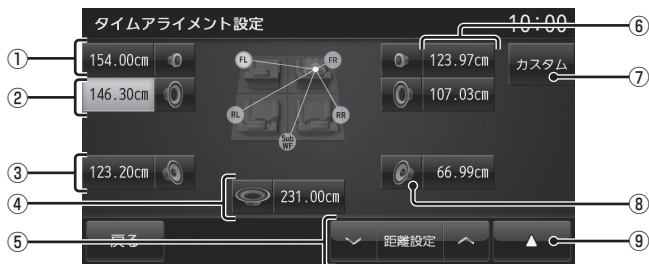 タイムアライメント設定 10:00
⑥
① 154.00cm 123.97cm カスタム ⑦
② 146.30cm 107.03cm
FL FR
RL RR
Sub WF
③ 123.20cm 66.99cm ⑧
④ 231.00cm
⑤ 戻る 距離設定 ⑨